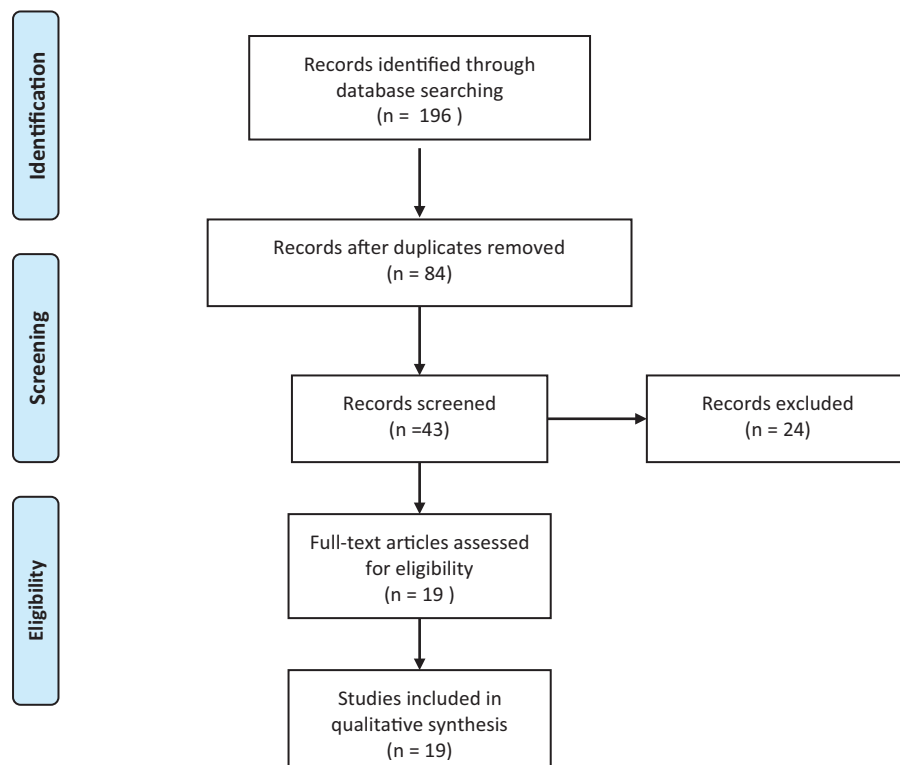 Identification
Records identified through
database searching
(n = 196 )
Records after duplicates removed
(n = 84)
Screening
Records screened
(n =43)
Records excluded
(n = 24)
Eligibility
Full-text articles assessed
for eligibility
(n = 19 )
Studies included in
qualitative synthesis
(n = 19)